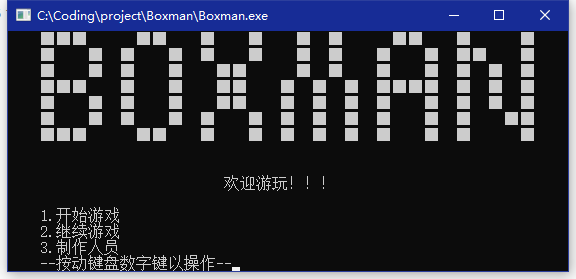 C:\Coding\project\Boxman\Boxman.exe
BOXMAN
欢迎游玩！！！
1.开始游戏
2.继续游戏
3.制作人员
--按动键盘数字键以操作--